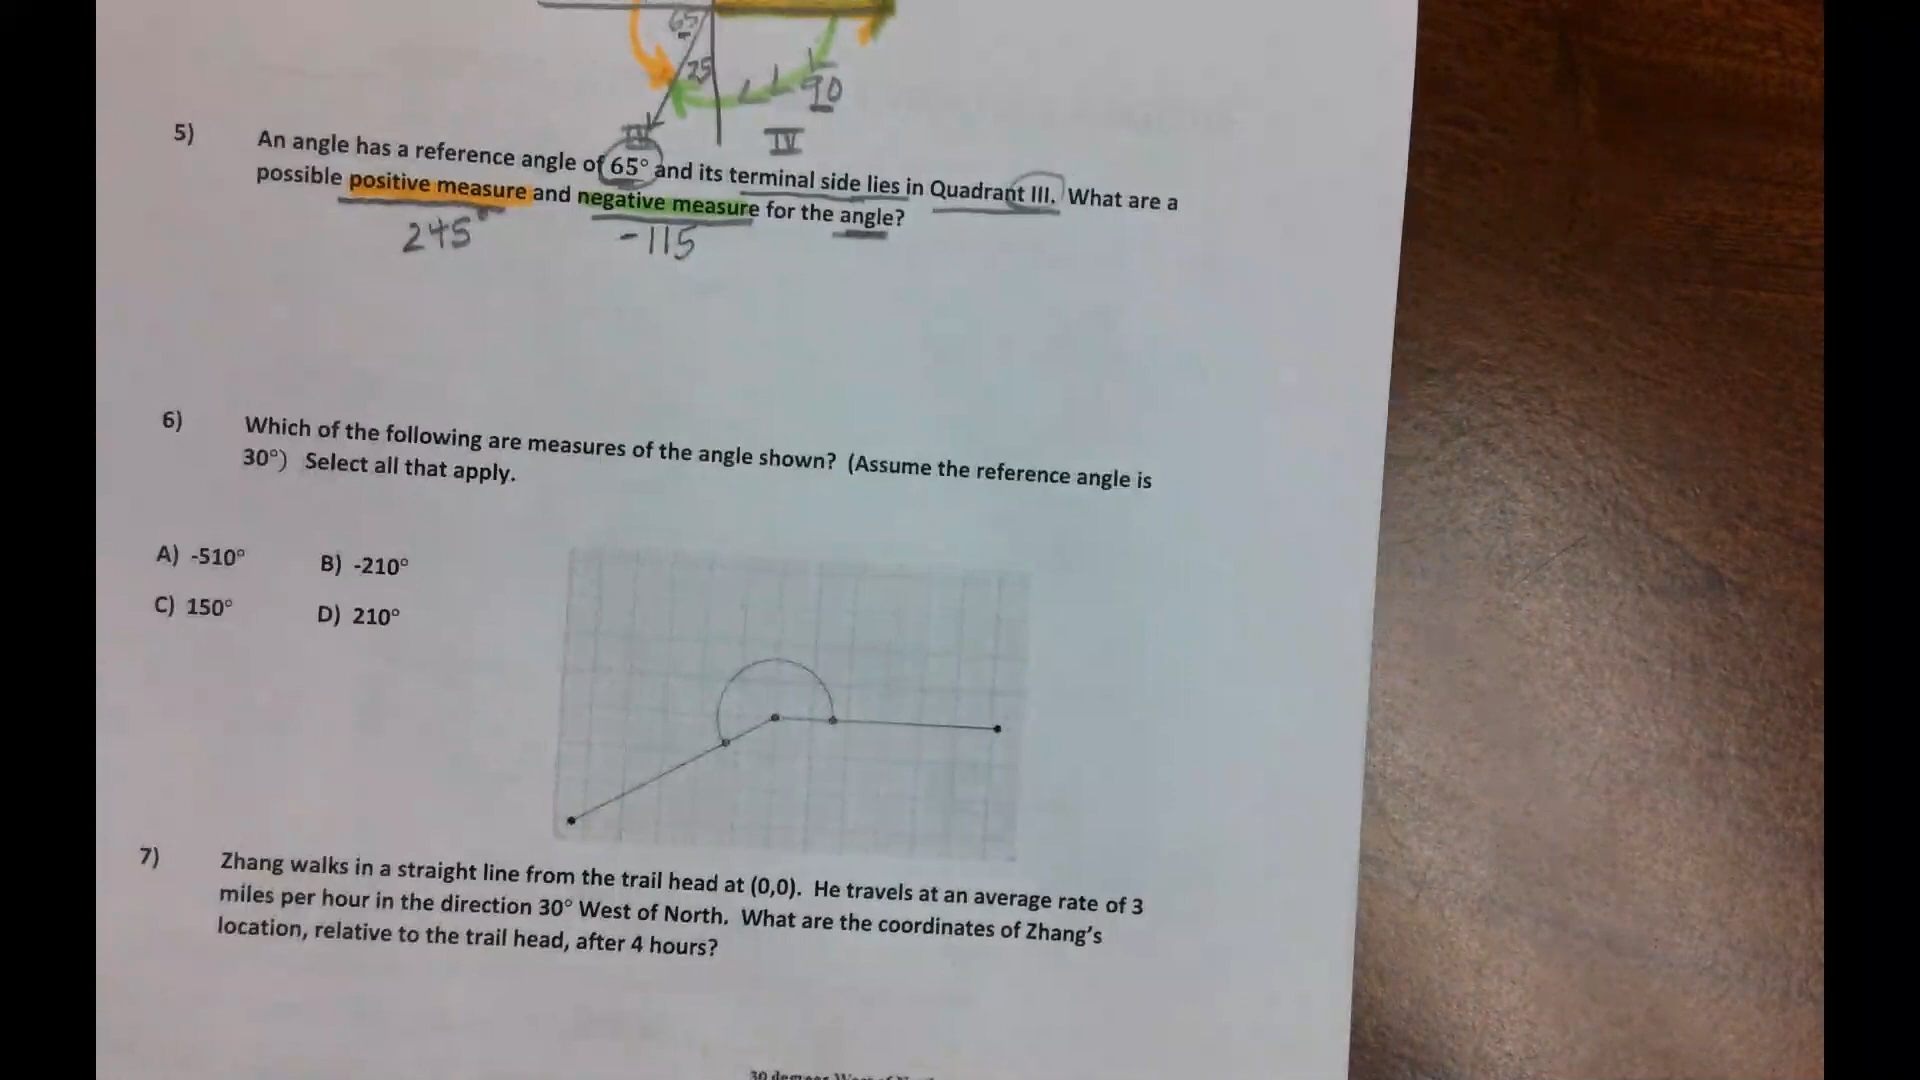 65
25
90
III
IV
5) An angle has a reference angle of 65° and its terminal side lies in Quadrant III. What are a
possible positive measure and negative measure for the angle?
245°
-115
6) Which of the following are measures of the angle shown? (Assume the reference angle is
30°) Select all that apply.
A) -510° B) -210°
C) 150° D) 210°
7) Zhang walks in a straight line from the trail head at (0,0). He travels at an average rate of 3
miles per hour in the direction 30° West of North. What are the coordinates of Zhang's
location, relative to the trail head, after 4 hours?
30 degrees West of